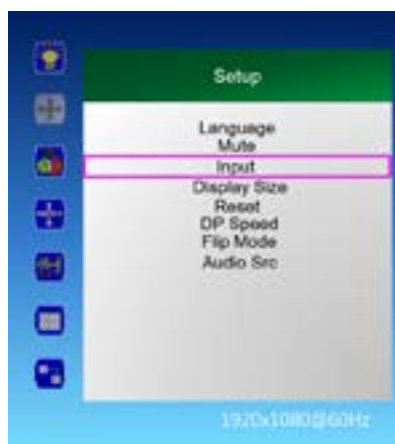 Setup
Language
Mute
Input
Display Size
Reset
DP Speed
Flip Mode
Audio Src
1920x1080@60Hz